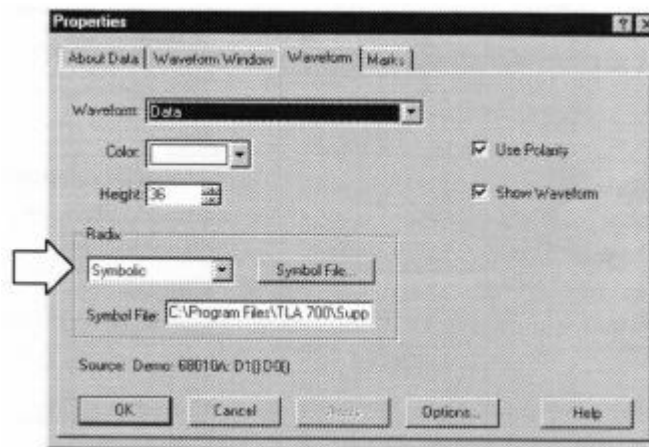 Properties
About Data Waveform Window Waveform Marks
Waveform: Data
Color: Use Polarity
Height: 36 Show Waveform
Radix
Symbolic Symbol File...
Symbol File: C:\Program Files\TLA 700\Supp
Source: Demo: 68010A: D1()D0()
OK Cancel Options... Help